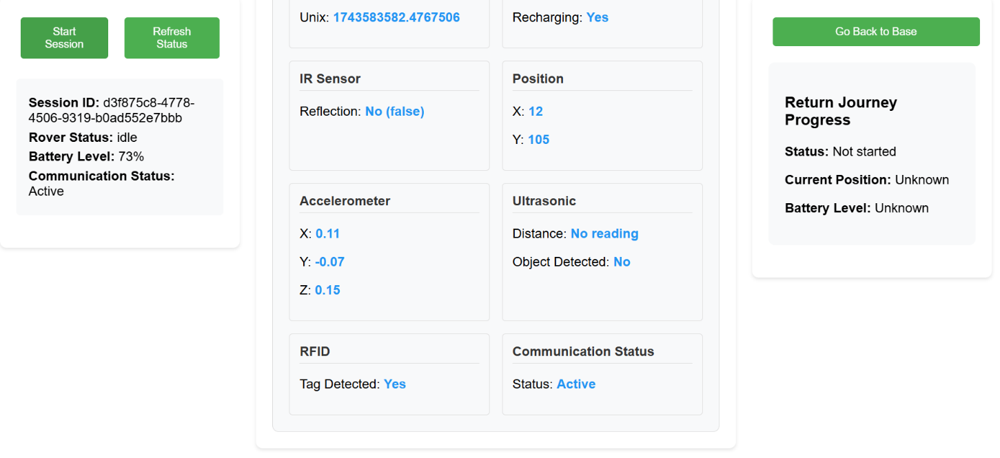 Start
Session
Refresh
Status
Session ID: d3f875c8-4778-
4506-9319-b0ad552e7bbb
Rover Status: idle
Battery Level: 73%
Communication Status:
Active
Unix: 1743583582.4767506
Recharging: Yes
IR Sensor
Reflection: No (false)
Position
X: 12
Y: 105
Accelerometer
X: 0.11
Y: -0.07
Z: 0.15
Ultrasonic
Distance: No reading
Object Detected: No
RFID
Tag Detected: Yes
Communication Status
Status: Active
Go Back to Base
Return Journey
Progress
Status: Not started
Current Position: Unknown
Battery Level: Unknown